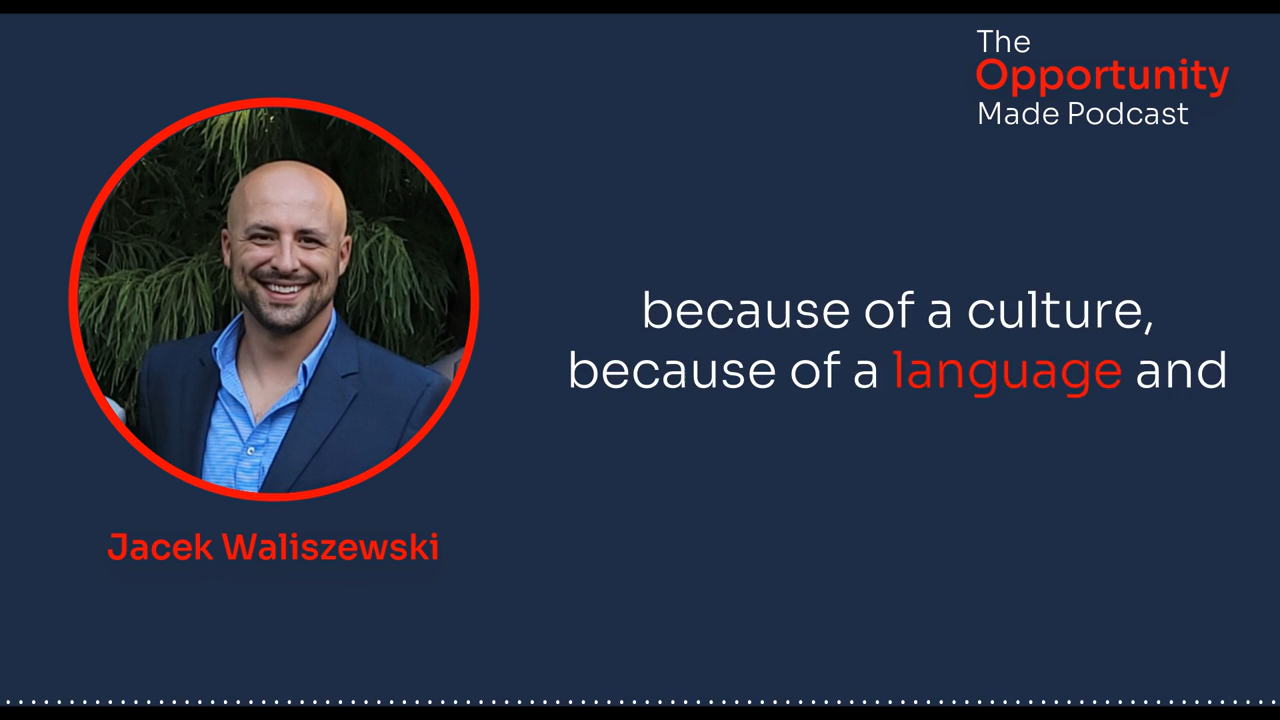 The
Opportunity
Made Podcast
because of a culture,
because of a language and
Jacek Waliszewski